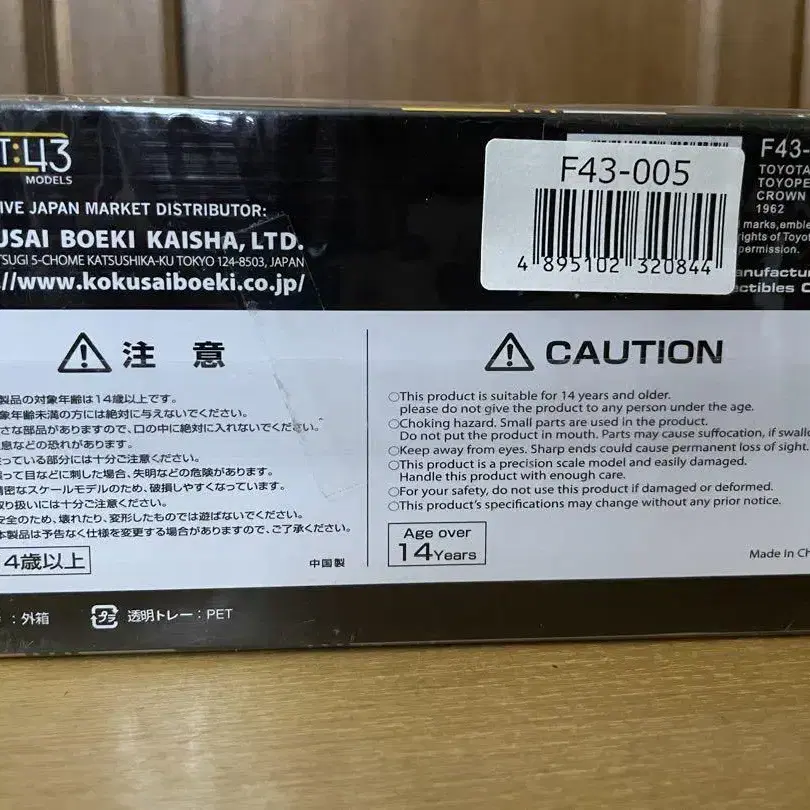 T:43
MODELS
IVE JAPAN MARKET DISTRIBUTOR:
USAI BOEKI KAISHA, LTD.
TSUGI 5-CHOME KATSUSHIKA-KU TOKYO 124-8503, JAPAN
//www.kokusaiboeki.co.jp/
F43-005
4 895102 320844
F43-
TOYOTA
TOYOPE
CROWN
1962
marks, emble
rights of Toyot
permission.
anufactur
ectibles C
注 意
製品の対象年齢は14歳以上です。
象年齢未満の方には絶対に与えないでください。
さな部品がありますので、口の中に絶対に入れないでください。
息などの恐れがあります。
っている部分には十分ご注意ください。
って目などに刺した場合、失明などの危険があります。
精密なスケールモデルのため、破損しやすくなっています。
取り扱いには十分ご注意ください。
安全のため、壊れたり、変形したものでは遊ばないでください。
本製品は予告なく仕様を変更する場合がありますので、ご了承ください。
4歳以上
中国製
CAUTION
○This product is suitable for 14 years and older.
please do not give the product to any person under the age.
○Choking hazard. Small parts are used in the product.
Do not put the product in mouth. Parts may cause suffocation, if swallo
○Keep away from eyes. Sharp ends could cause permanent loss of sight.
○This product is a precision scale model and easily damaged.
Handle this product with enough care.
○For your safety, do not use this product if damaged or deformed.
○This product's specifications may change without any prior notice.
Age over
14Years
Made in Ch
：外箱
プラ 透明トレー：PET